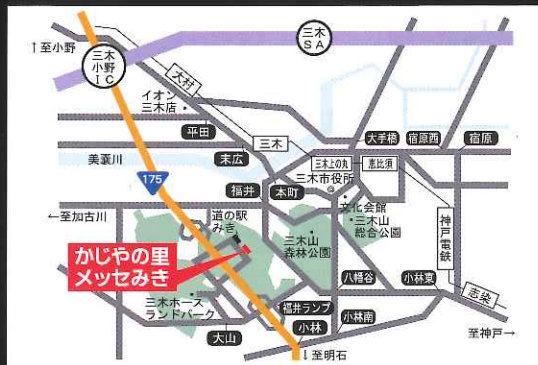 ↑至小野
三木
小野
IC
三木
SA
大村
イオン
三木店
平田
三木
大手橋
宿原西
宿原
末広
三木上の丸
恵比須
美嚢川
三木市役所
175
福井
本町
文化会館
←至加古川
道の駅
みき
三木山
総合公園
神戸電鉄
かじやの里
メッセみき
三木山
森林公園
八幡谷
小林東
志染
三木ホース
ランドパーク
福井ランプ
小林南
大山
小林
至神戸→
↓至明石